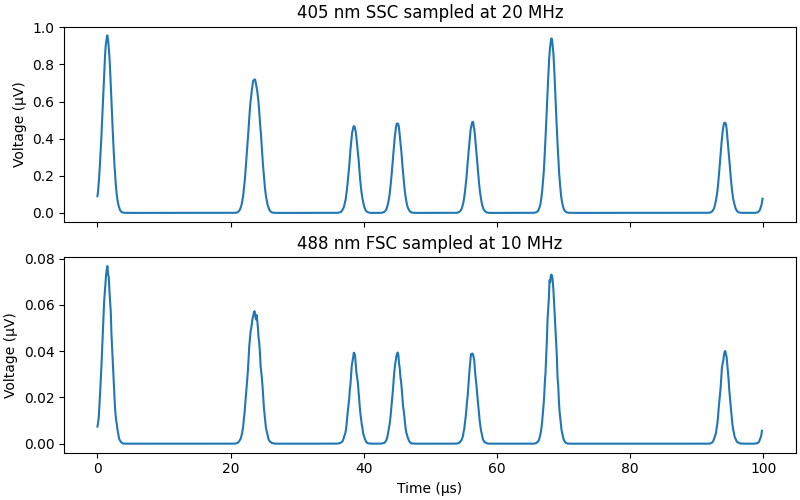 405 nm SSC sampled at 20 MHz
1.0
0.8
0.6
0.4
0.2
0.0
Voltage (µV)
488 nm FSC sampled at 10 MHz
0.08
0.06
0.04
0.02
0.00
Voltage (µV)
0 20 40 60 80 100
Time (µs)